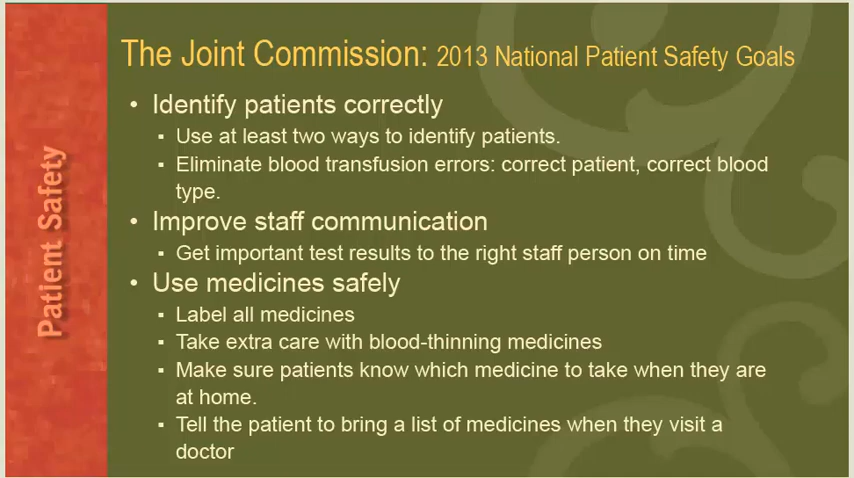 Patient Safety
The Joint Commission: 2013 National Patient Safety Goals
• Identify patients correctly
▪ Use at least two ways to identify patients.
▪ Eliminate blood transfusion errors: correct patient, correct blood
type.
• Improve staff communication
▪ Get important test results to the right staff person on time
• Use medicines safely
▪ Label all medicines
▪ Take extra care with blood-thinning medicines
▪ Make sure patients know which medicine to take when they are
at home.
▪ Tell the patient to bring a list of medicines when they visit a
doctor